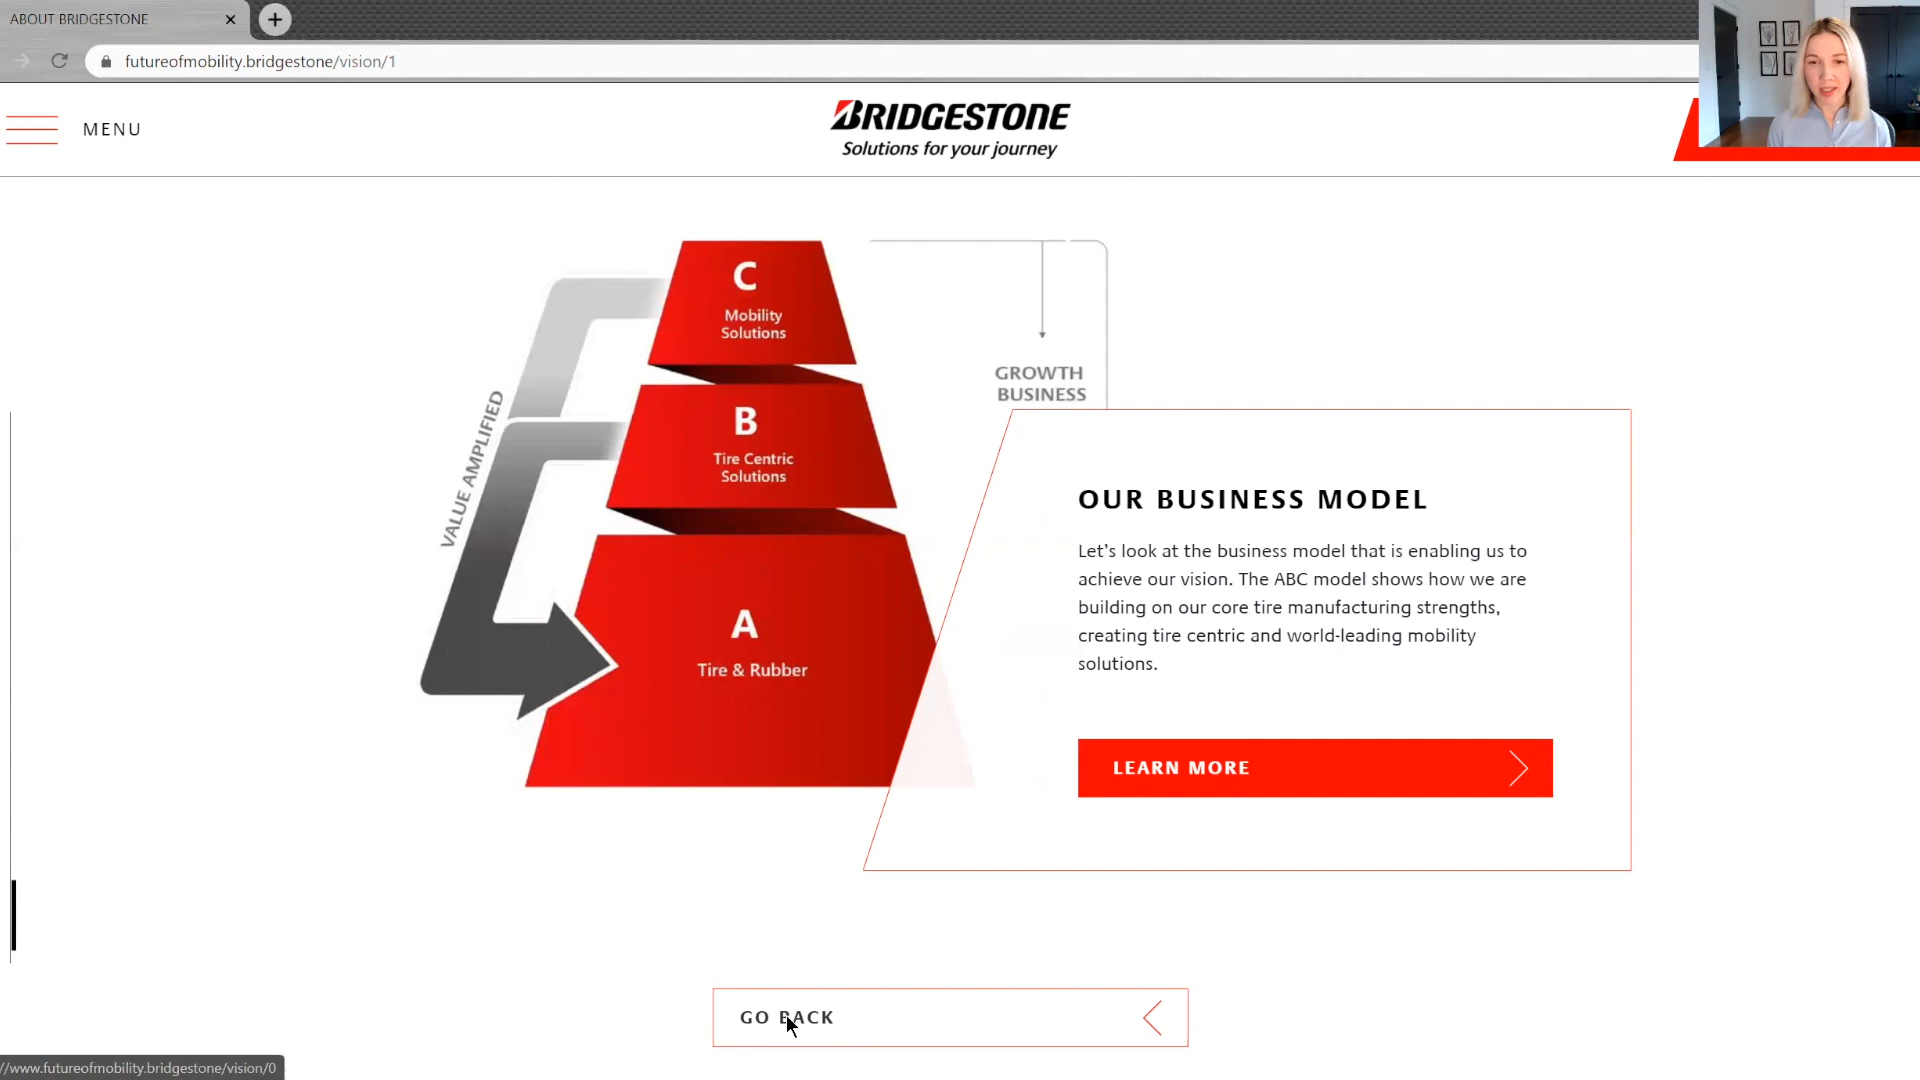 ABOUT BRIDGESTONE
futureofmobility.bridgestone/vision/1
MENU
BRIDGESTONE
Solutions for your journey
C
Mobility
Solutions
VALUE AMPLIFIED
GROWTH
BUSINESS
B
Tire Centric
Solutions
A
Tire & Rubber
OUR BUSINESS MODEL
Let's look at the business model that is enabling us to
achieve our vision. The ABC model shows how we are
building on our core tire manufacturing strengths,
creating tire centric and world-leading mobility
solutions.
LEARN MORE
GO BACK
//www.futureofmobility.bridgestone/vision/0